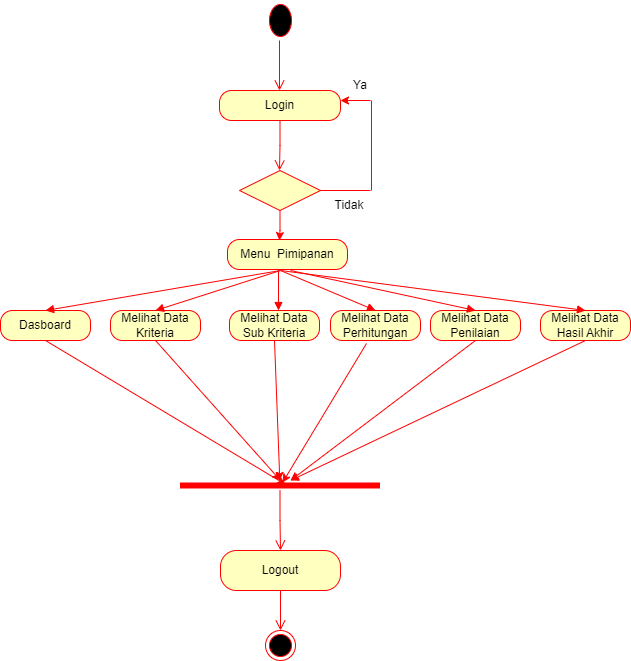 Ya
Login
Tidak
Menu  Pimipanan
Dasboard
Melihat Data
Kriteria
Melihat Data
Sub Kriteria
Melihat Data
Perhitungan
Melihat Data
Penilaian
Melihat Data
Hasil Akhir
Logout